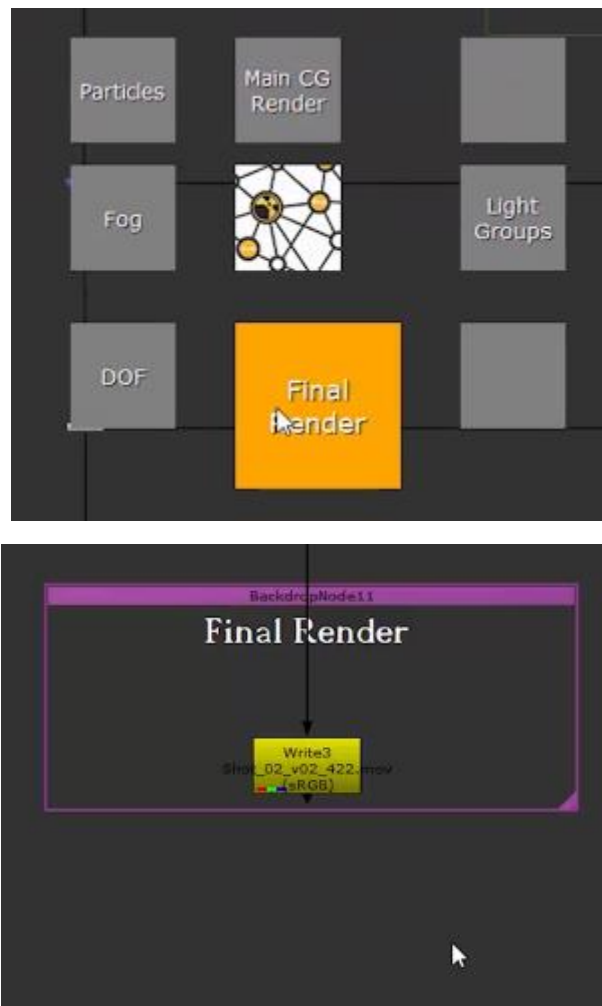 Particles
Main CG
Render
Fog
Light
Groups
DOF
Final
Render
BackdropNode11
Final Render
Write3
Shot_02_v02_422.mov
(sRGB)